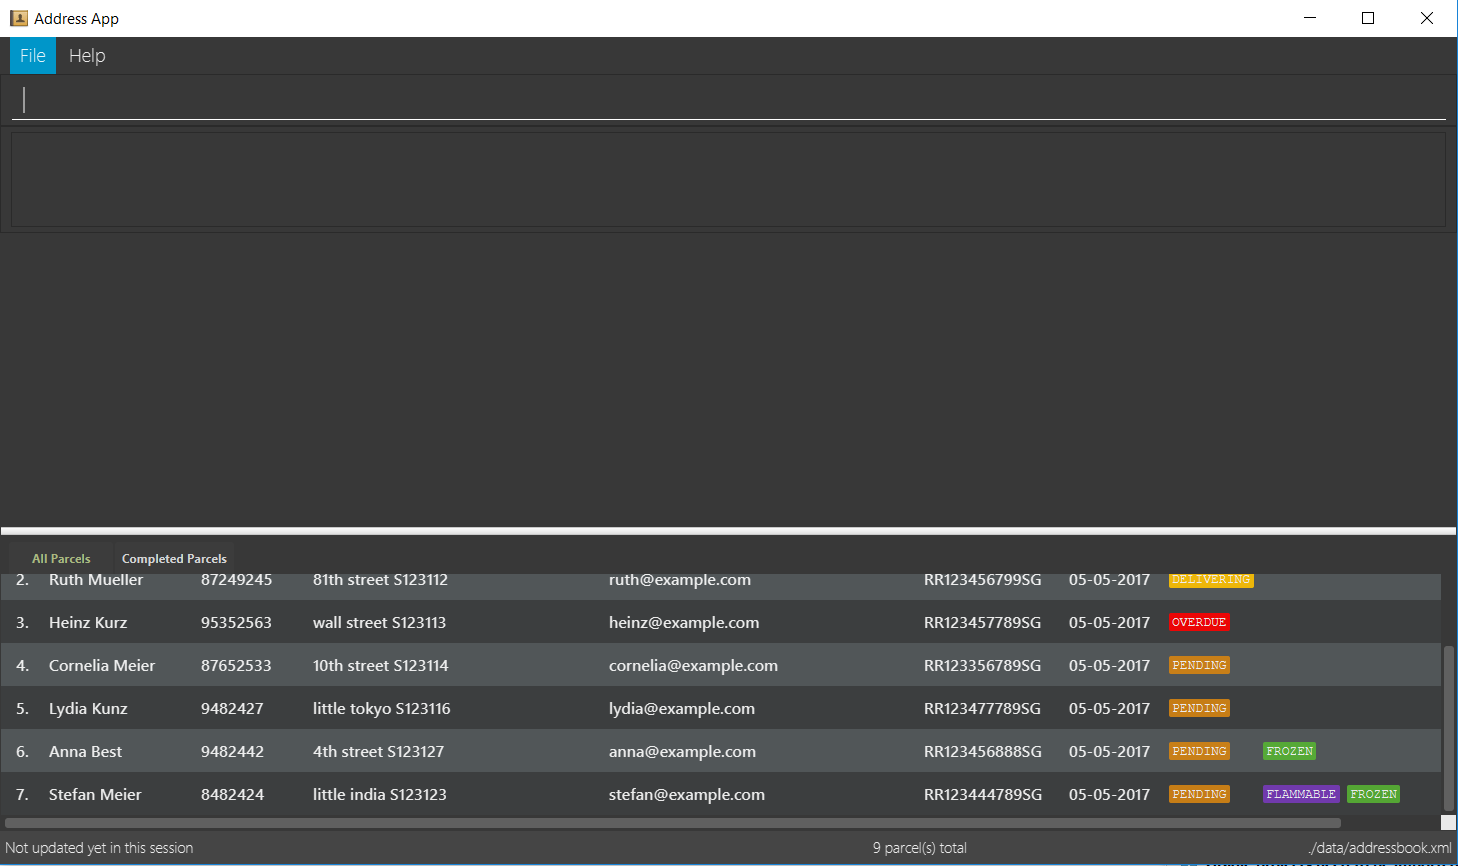 Address App
File Help
All Parcels Completed Parcels
2. Ruth Mueller 87249245 81th street S123112 ruth@example.com RR123456799SG 05-05-2017 DELIVERING
3. Heinz Kurz 95352563 wall street S123113 heinz@example.com RR123457789SG 05-05-2017 OVERDUE
4. Cornelia Meier 87652533 10th street S123114 cornelia@example.com RR123356789SG 05-05-2017 PENDING
5. Lydia Kunz 9482427 little tokyo S123116 lydia@example.com RR123477789SG 05-05-2017 PENDING
6. Anna Best 9482442 4th street S123127 anna@example.com RR123456888SG 05-05-2017 PENDING FROZEN
7. Stefan Meier 8482424 little india S123123 stefan@example.com RR123444789SG 05-05-2017 PENDING FLAMMABLE FROZEN
Not updated yet in this session 9 parcel(s) total ./data/addressbook.xml